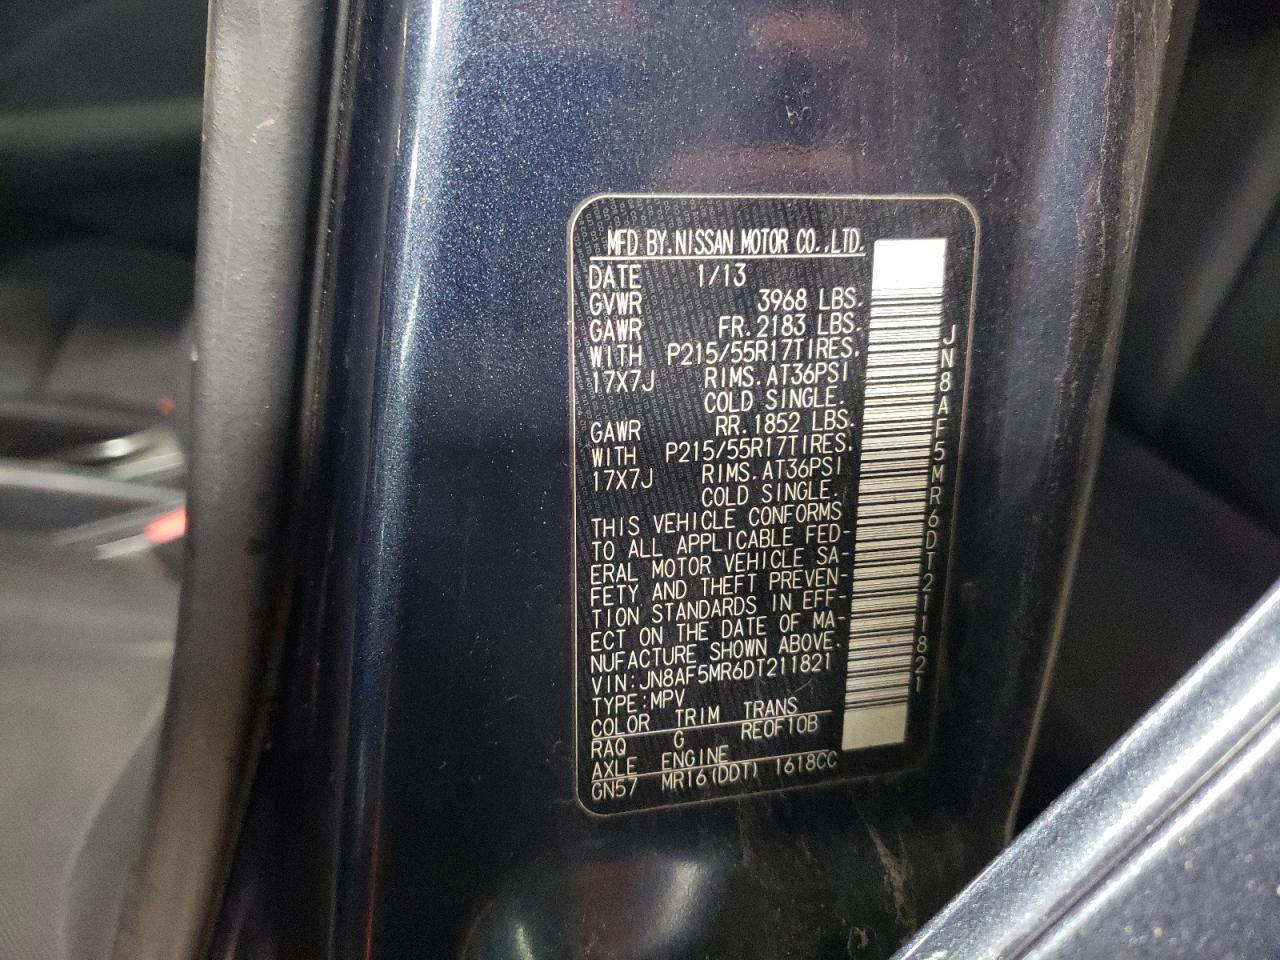 MFD BY.NISSAN MOTOR CO.,LTD.
DATE 1/13
GVWR 3968 LBS.
GAWR FR.2183 LBS.
WITH P215/55R17TIRES.
17X7J RIMS.AT36PSI
COLD SINGLE.
GAWR RR.1852 LBS.
WITH P215/55R17TIRES.
17X7J RIMS.AT36PSI
COLD SINGLE.
THIS VEHICLE CONFORMS
TO ALL APPLICABLE FED-
ERAL MOTOR VEHICLE SA-
FETY AND THEFT PREVEN-
TION STANDARDS IN EFF-
ECT ON THE DATE OF MA-
NUFACTURE SHOWN ABOVE.
VIN:JN8AF5MR6DT211821
TYPE:MPV
COLOR TRIM TRANS
RAQ G RE0F10B
AXLE ENGINE
GN57 MR16(DDT) 1618CC
JN8AF5MR6DT211821